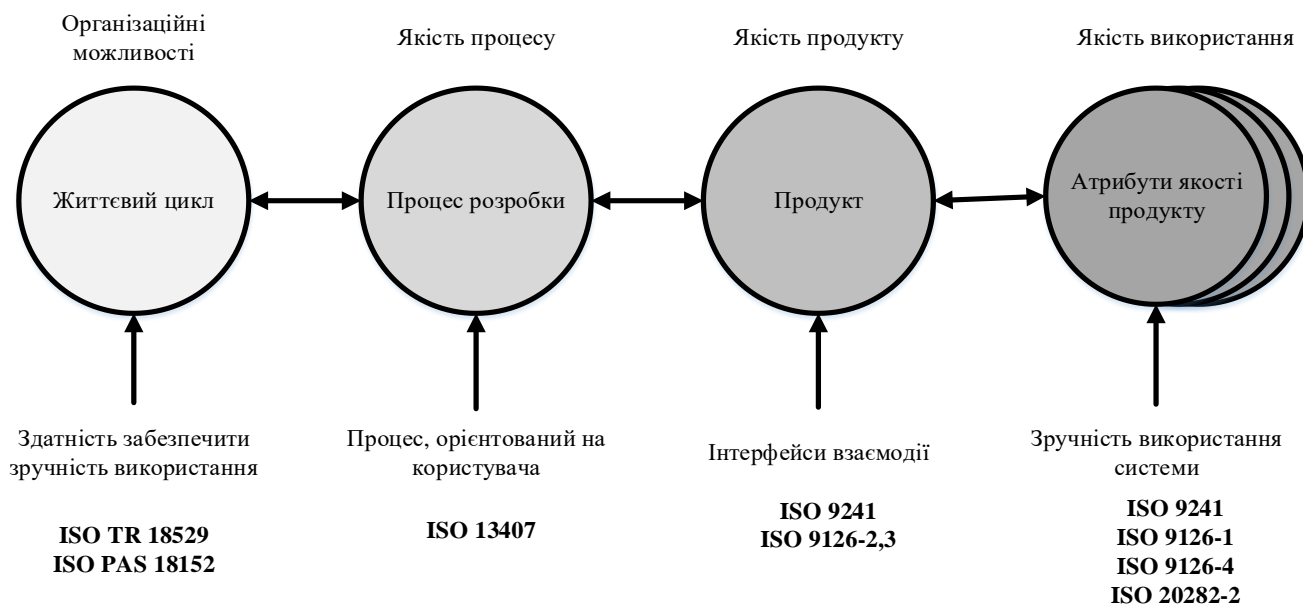 Організаційні
можливості
Якість процесу
Якість продукту
Якість використання
Життєвий цикл
Процес розробки
Продукт
Атрибути якості
продукту
Здатність забезпечити
зручність використання
Процес, орієнтований на
користувача
Інтерфейси взаємодії
Зручність використання
системи
ISO TR 18529
ISO PAS 18152
ISO 13407
ISO 9241
ISO 9126-2,3
ISO 9241
ISO 9126-1
ISO 9126-4
ISO 20282-2